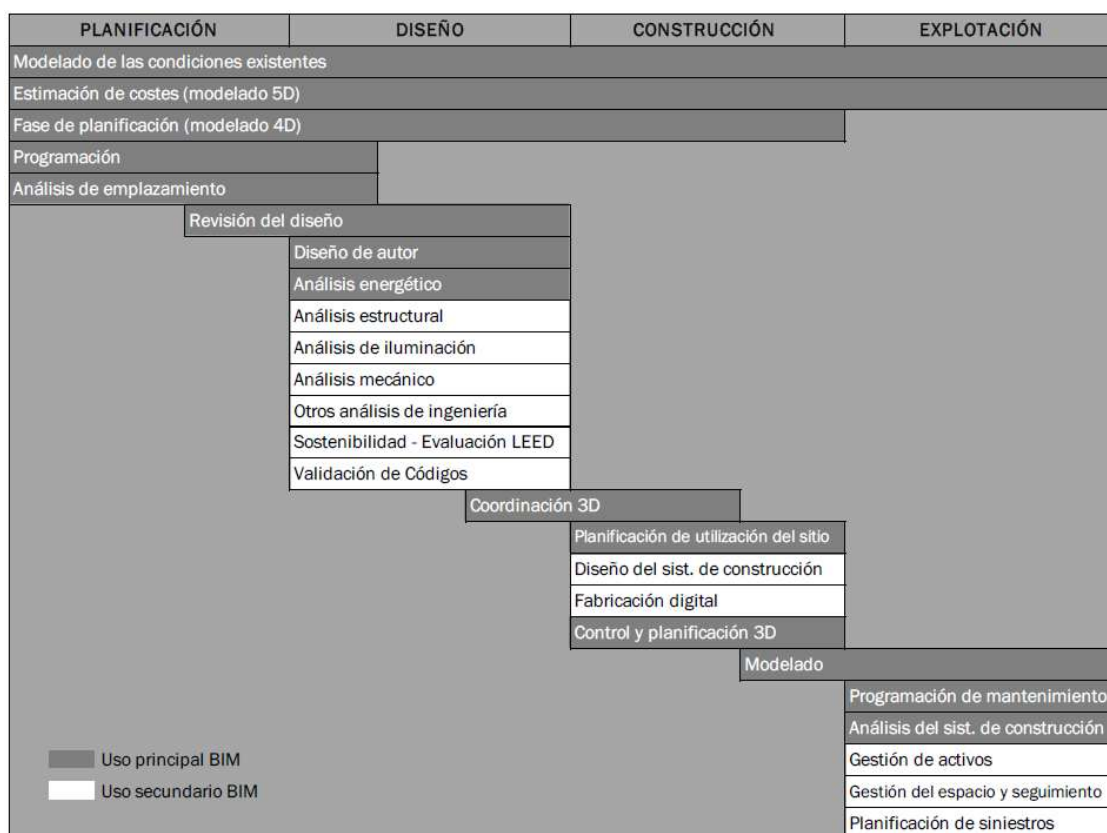 PLANIFICACIÓN DISEÑO CONSTRUCCIÓN EXPLOTACIÓN
Modelado de las condiciones existentes
Estimación de costes (modelado 5D)
Fase de planificación (modelado 4D)
Programación
Análisis de emplazamiento
Revisión del diseño
Diseño de autor
Análisis energético
Análisis estructural
Análisis de iluminación
Análisis mecánico
Otros análisis de ingeniería
Sostenibilidad - Evaluación LEED
Validación de Códigos
Coordinación 3D
Planificación de utilización del sitio
Diseño del sist. de construcción
Fabricación digital
Control y planificación 3D
Modelado
Programación de mantenimiento
Análisis del sist. de construcción
Gestión de activos
Gestión del espacio y seguimiento
Planificación de siniestros
Uso principal BIM
Uso secundario BIM